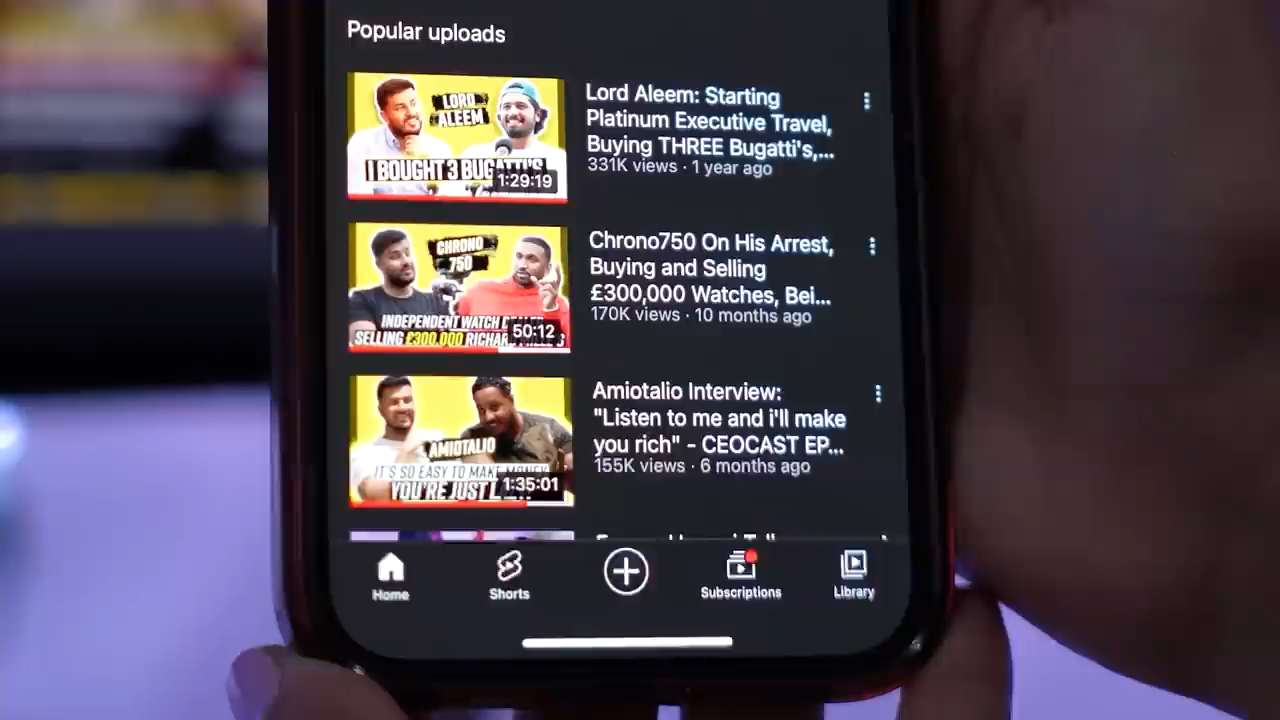 Popular uploads
LORD
ALEEM
I BOUGHT 3 BUGATTI'S
1:29:19
Lord Aleem: Starting
Platinum Executive Travel,
Buying THREE Bugatti's,...
331K views · 1 year ago
CHRONO
750
INDEPENDENT WATCH
SELLING £300,000
50:12
Chrono750 On His Arrest,
Buying and Selling
£300,000 Watches, Bei...
170K views · 10 months ago
AMIOTALIO
IT'S SO EASY TO MAKE MONEY
YOU'RE JUST
1:35:01
Amiotalio Interview:
"Listen to me and i'll make
you rich" - CEOCAST EP...
155K views · 6 months ago
Home
Shorts
Subscriptions
Library